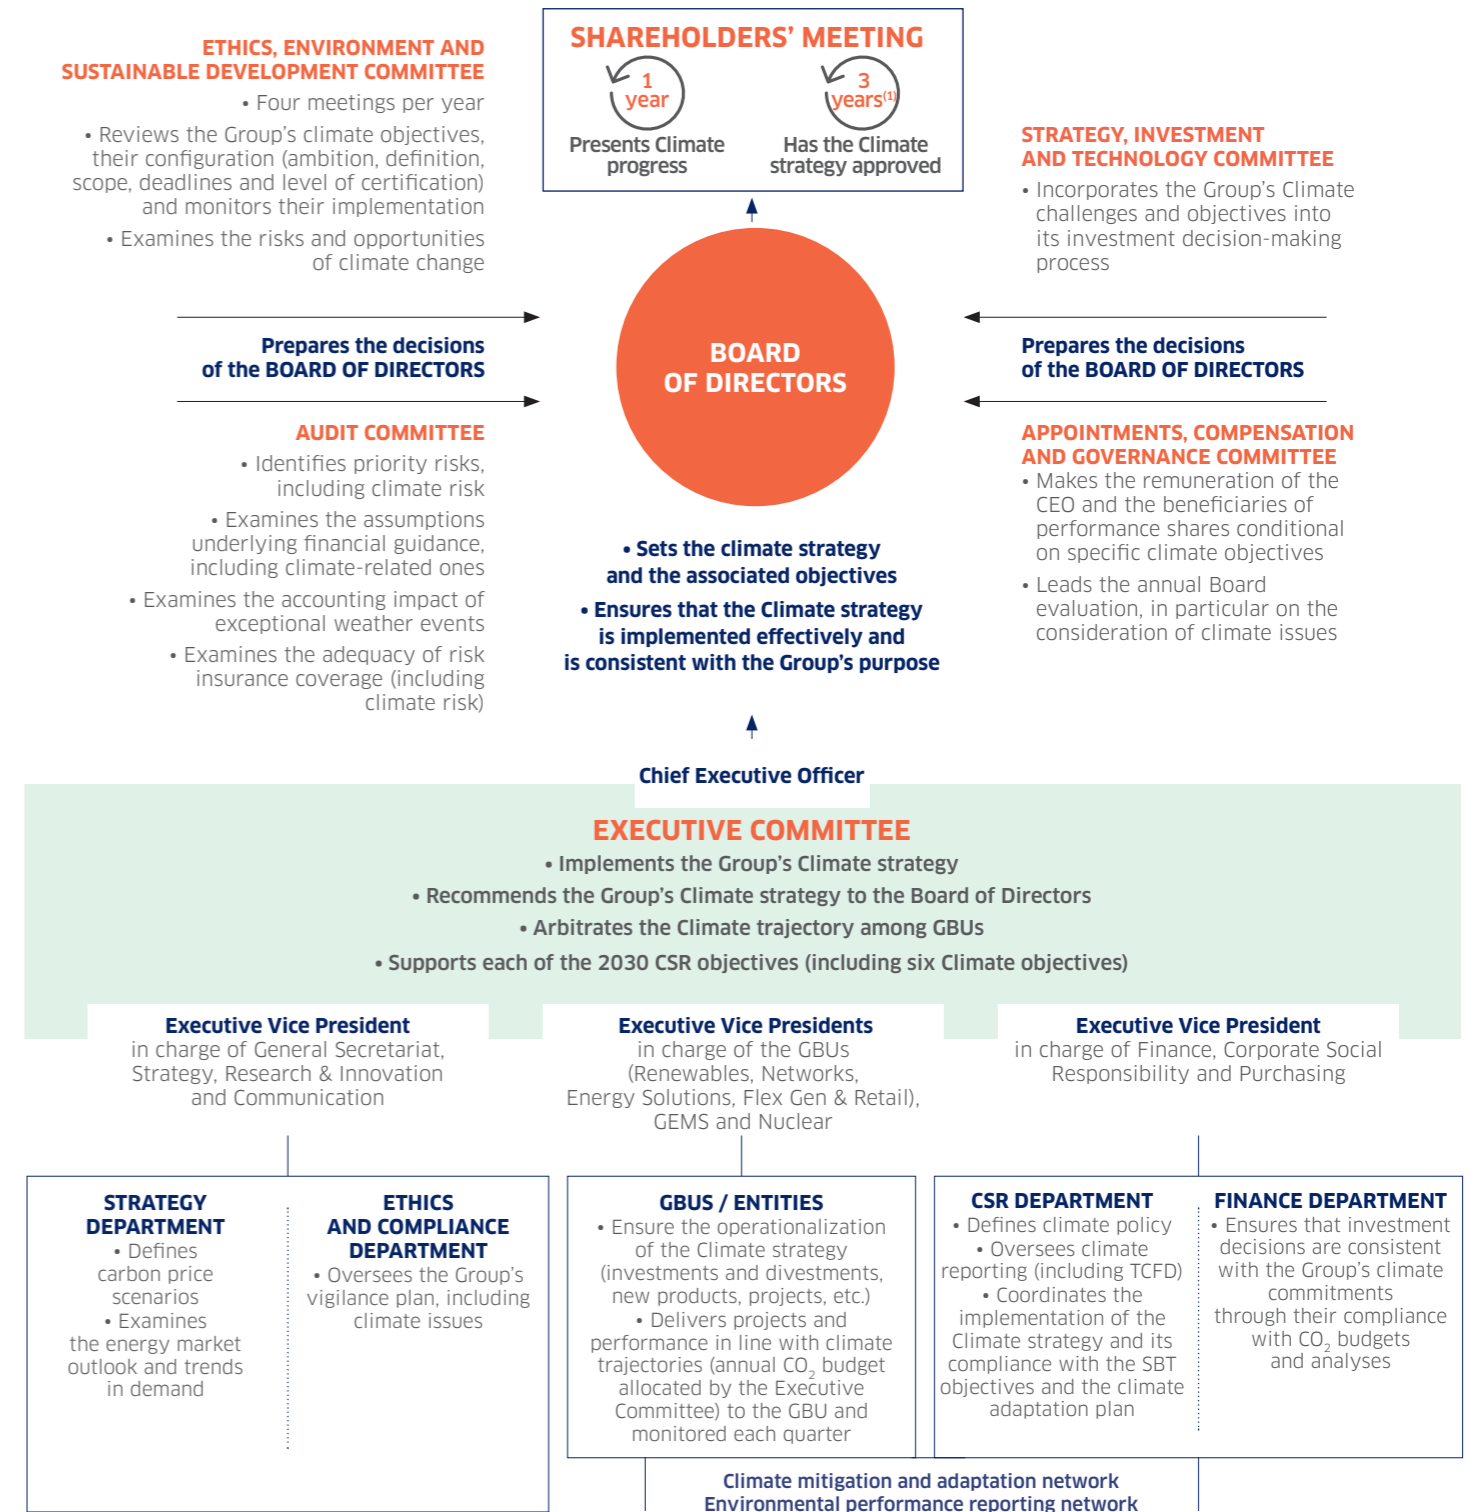 SHAREHOLDERS’ MEETING
1
year
Presents Climate
progress
3
years(1)
Has the Climate
strategy approved
ETHICS, ENVIRONMENT AND
SUSTAINABLE DEVELOPMENT COMMITTEE
• Four meetings per year
• Reviews the Group’s climate objectives,
their configuration (ambition, definition,
scope, deadlines and level of certification)
and monitors their implementation
• Examines the risks and opportunities
of climate change
Prepares the decisions
of the BOARD OF DIRECTORS
AUDIT COMMITTEE
• Identifies priority risks,
including climate risk
• Examines the assumptions
underlying financial guidance,
including climate-related ones
• Examines the accounting impact of
exceptional weather events
• Examines the adequacy of risk
insurance coverage (including
climate risk)
BOARD
OF DIRECTORS
• Sets the climate strategy
and the associated objectives
• Ensures that the Climate strategy
is implemented effectively and
is consistent with the Group’s purpose
STRATEGY, INVESTMENT
AND TECHNOLOGY COMMITTEE
• Incorporates the Group’s Climate
challenges and objectives into
its investment decision-making
process
Prepares the decisions
of the BOARD OF DIRECTORS
APPOINTMENTS, COMPENSATION
AND GOVERNANCE COMMITTEE
• Makes the remuneration of the
CEO and the beneficiaries of
performance shares conditional
on specific climate objectives
• Leads the annual Board
evaluation, in particular on the
consideration of climate issues
Chief Executive Officer
EXECUTIVE COMMITTEE
• Implements the Group’s Climate strategy
• Recommends the Group’s Climate strategy to the Board of Directors
• Arbitrates the Climate trajectory among GBUs
• Supports each of the 2030 CSR objectives (including six Climate objectives)
Executive Vice President
in charge of General Secretariat,
Strategy, Research & Innovation
and Communication
Executive Vice Presidents
in charge of the GBUs
(Renewables, Networks,
Energy Solutions, Flex Gen & Retail),
GEMS and Nuclear
Executive Vice President
in charge of Finance, Corporate Social
Responsibility and Purchasing
STRATEGY
DEPARTMENT
• Defines
carbon price
scenarios
• Examines
the energy market
outlook and trends
in demand
ETHICS
AND COMPLIANCE
DEPARTMENT
• Oversees the Group’s
vigilance plan, including
climate issues
GBUS / ENTITIES
• Ensure the operationalization
of the Climate strategy
(investments and divestments,
new products, projects, etc.)
• Delivers projects and
performance in line with climate
trajectories (annual CO2 budget
allocated by the Executive
Committee) to the GBU and
monitored each quarter
CSR DEPARTMENT
• Defines climate policy
• Oversees climate
reporting (including TCFD)
• Coordinates the
implementation of the
Climate strategy and its
compliance with the SBT
objectives and the climate
adaptation plan
FINANCE DEPARTMENT
• Ensures that investment
decisions are consistent
with the Group’s climate
commitments
through their compliance
with CO2 budgets
and analyses
Climate mitigation and adaptation network
Environmental performance reporting network